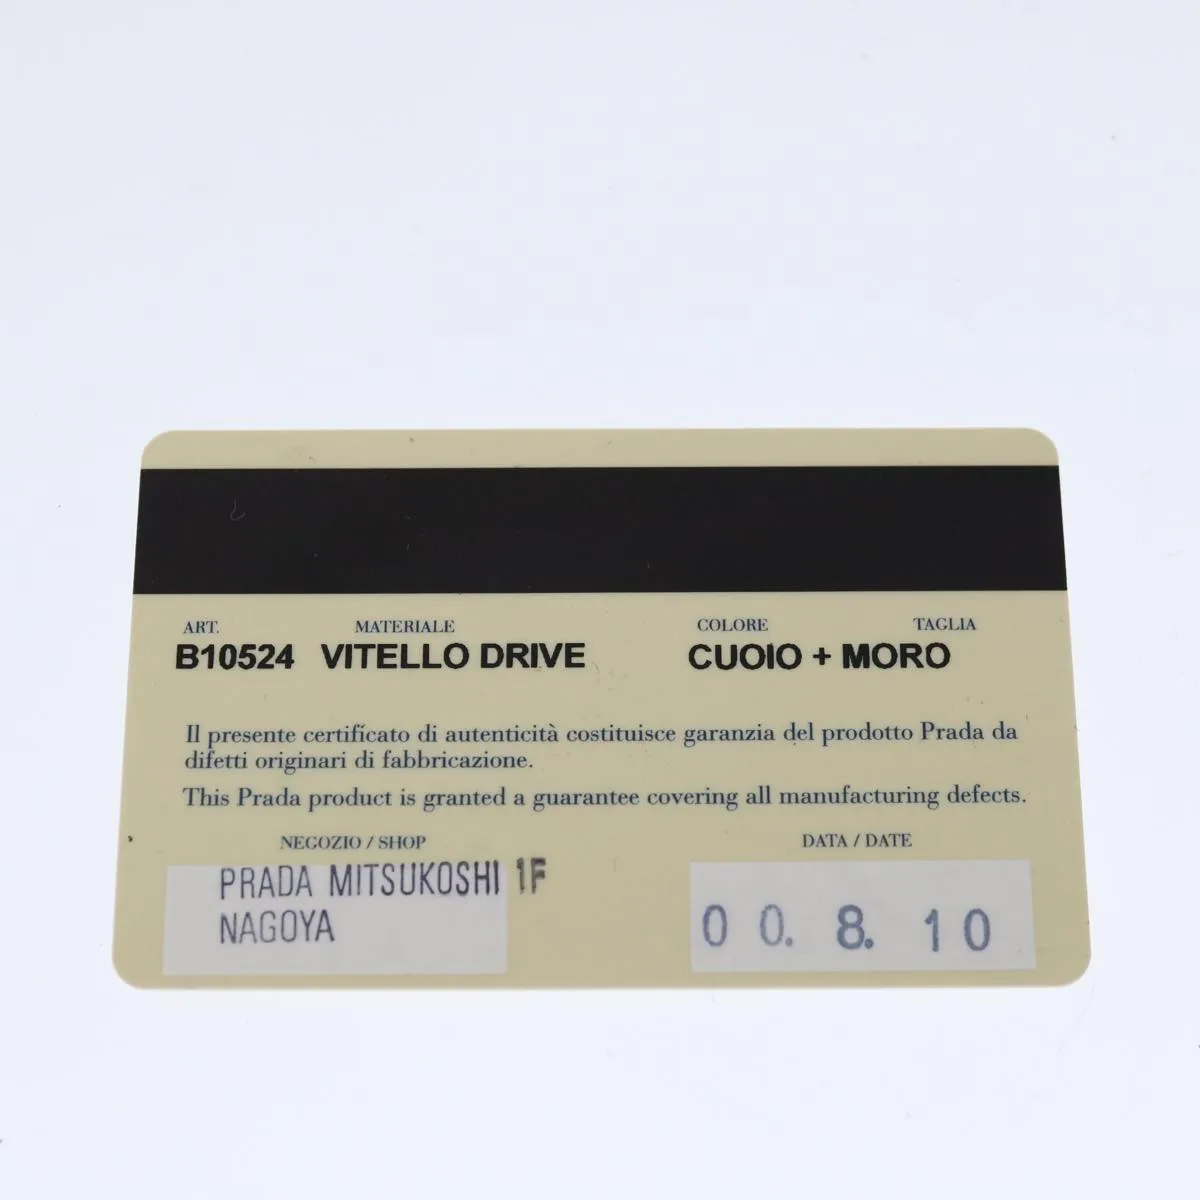 ART. MATERIALE COLORE TAGLIA
B10524 VITELLO DRIVE CUOIO + MORO
Il presente certificato di autenticità costituisce garanzia del prodotto Prada da
difetti originari di fabbricazione.
This Prada product is granted a guarantee covering all manufacturing defects.
NEGOZIO / SHOP DATA / DATE
PRADA MITSUKOSHI 1F
NAGOYA
00. 8. 10